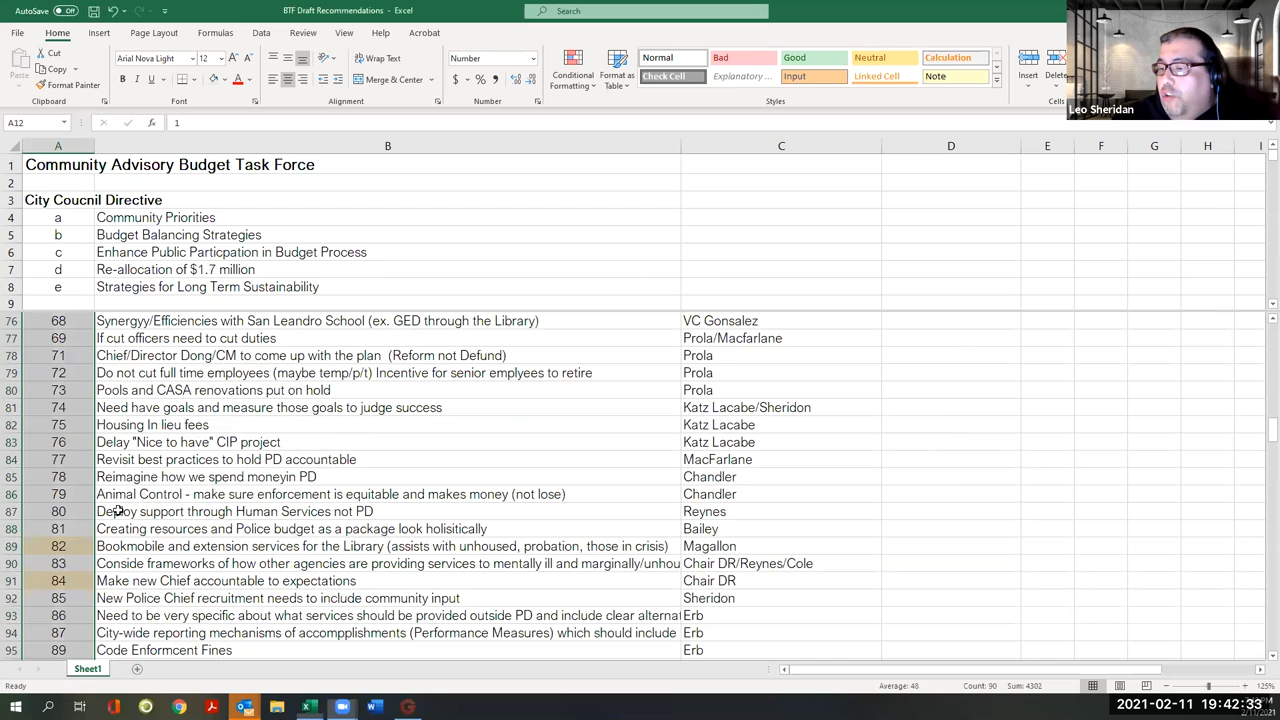 AutoSave Off BTF Draft Recommendations - Excel Search
File Home Insert Page Layout Formulas Data Review View Help Acrobat
Cut Arial Nova Light 12 Wrap Text Number Normal Bad Good Neutral Calculation
Paste Copy Merge & Center Conditional Formatting Format as Table Check Cell Explanatory ... Input Linked Cell Note Insert Delete
Format Painter
Clipboard Font Alignment Number Styles Cells
Leo Sheridan
A12 1
A B C D E F G H I
1 Community Advisory Budget Task Force
2
3 City Coucnil Directive
4 a Community Priorities
5 b Budget Balancing Strategies
6 c Enhance Public Particpation in Budget Process
7 d Re-allocation of $1.7 million
8 e Strategies for Long Term Sustainability
9
76 68 Synergyy/Efficiencies with San Leandro School (ex. GED through the Library) VC Gonsalez
77 69 If cut officers need to cut duties Prola/Macfarlane
78 71 Chief/Director Dong/CM to come up with the plan (Reform not Defund) Prola
79 72 Do not cut full time employees (maybe temp/p/t) Incentive for senior emplyees to retire Prola
80 73 Pools and CASA renovations put on hold Prola
81 74 Need have goals and measure those goals to judge success Katz Lacabe/Sheridon
82 75 Housing In lieu fees Katz Lacabe
83 76 Delay "Nice to have" CIP project Katz Lacabe
84 77 Revisit best practices to hold PD accountable MacFarlane
85 78 Reimagine how we spend moneyin PD Chandler
86 79 Animal Control - make sure enforcement is equitable and makes money (not lose) Chandler
87 80 Deploy support through Human Services not PD Reynes
88 81 Creating resources and Police budget as a package look holisitically Bailey
89 82 Bookmobile and extension services for the Library (assists with unhoused, probation, those in crisis) Magallon
90 83 Conside frameworks of how other agencies are providing services to mentally ill and marginally/unhou Chair DR/Reynes/Cole
91 84 Make new Chief accountable to expectations Chair DR
92 85 New Police Chief recruitment needs to include community input Sheridon
93 86 Need to be very specific about what services should be provided outside PD and include clear alternat Erb
94 87 City-wide reporting mechanisms of accompplishments (Performance Measures) which should include Erb
95 89 Code Enformcent Fines Erb
Sheet1
Ready Average: 48 Count: 90 Sum: 4302 125%
2021-02-11 19:42:33
2/11/2021